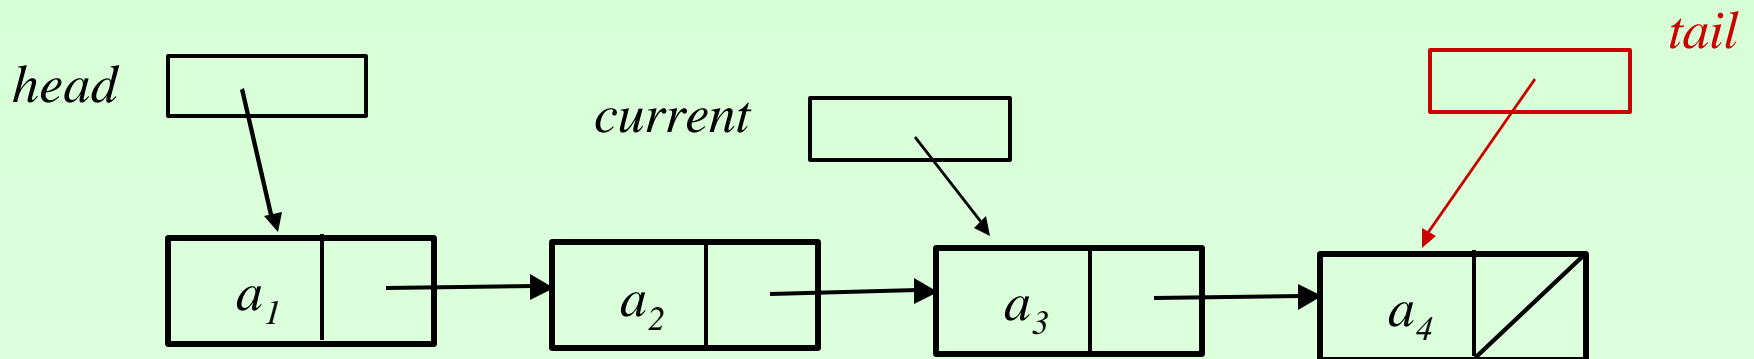 tail
head
current
a₁
a₂
a₃
a₄